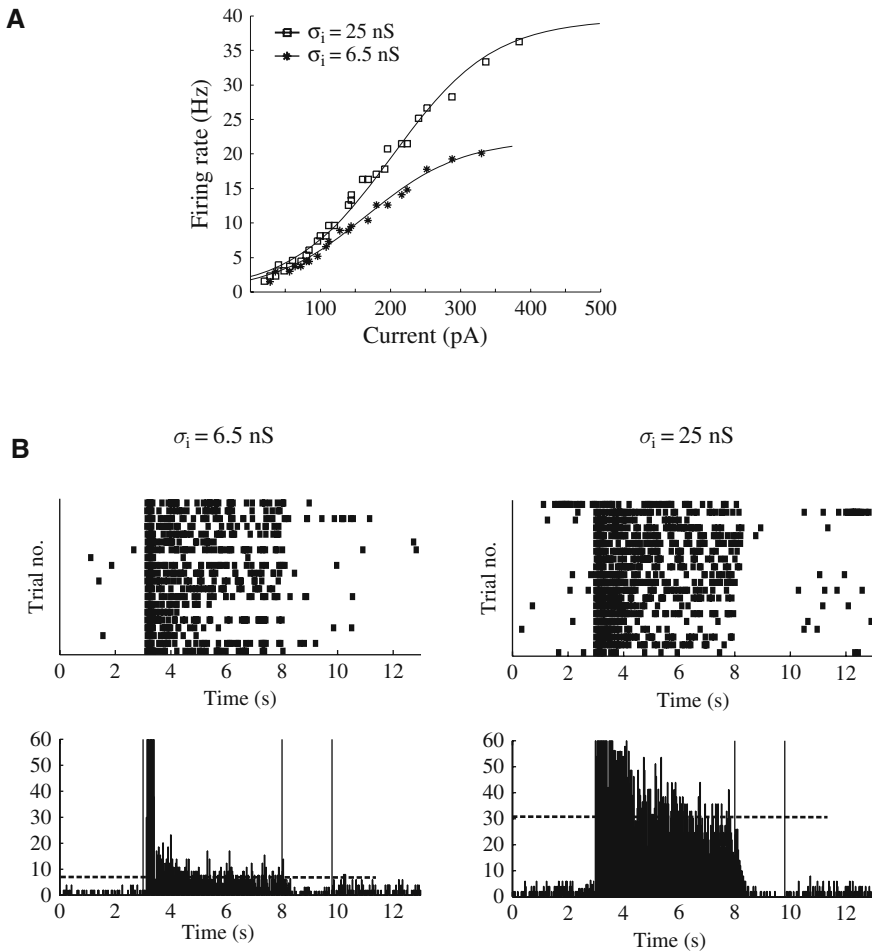 A
40
35
30
25
20
15
10
5
0
Firing rate (Hz)
σi = 25 nS
σi = 6.5 nS
100 200 300 400 500
Current (pA)
B
σi = 6.5 nS
σi = 25 nS
Trial no.
0 2 4 6 8 10 12
Time (s)
Trial no.
0 2 4 6 8 10 12
Time (s)
60
50
40
30
20
10
0
0 2 4 6 8 10 12
Time (s)
60
50
40
30
20
10
0
0 2 4 6 8 10 12
Time (s)